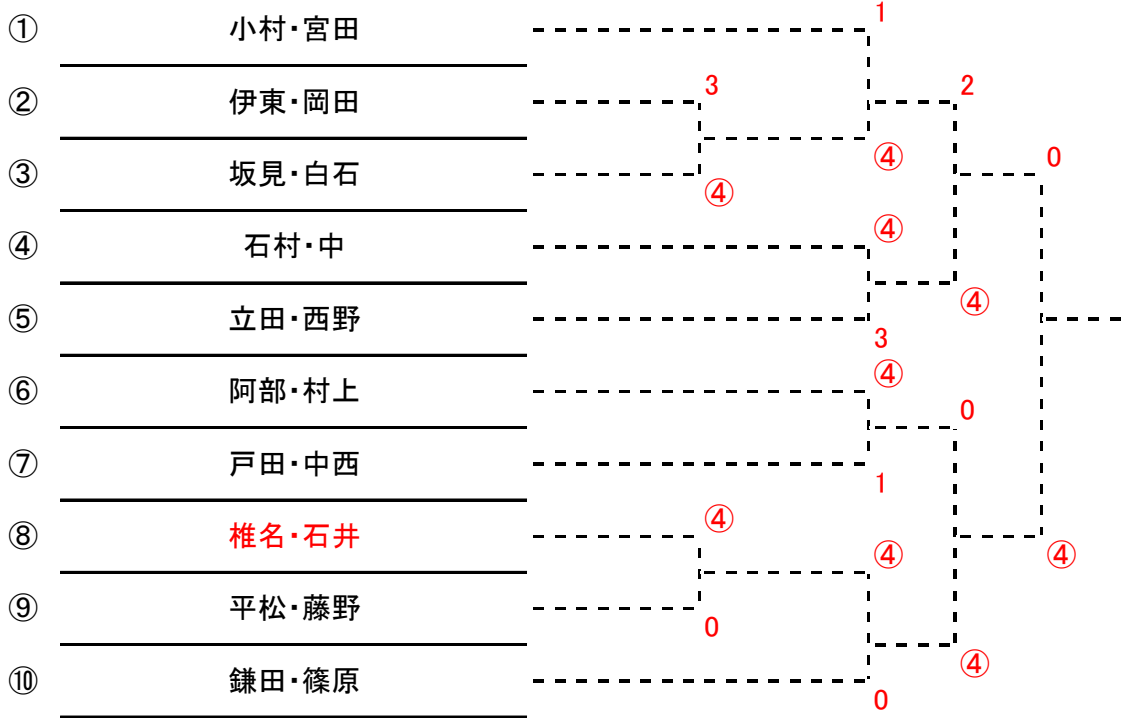 1
① 小村・宮田
② 伊東・岡田 3 2
③ 坂見・白石 ④ ④ 0
④ 石村・中 ④
⑤ 立田・西野 3 ④
⑥ 阿部・村上 ④ 0
⑦ 戸田・中西 1
⑧ 椎名・石井 ④ ④ ④
⑨ 平松・藤野 0
⑩ 鎌田・篠原 0 ④